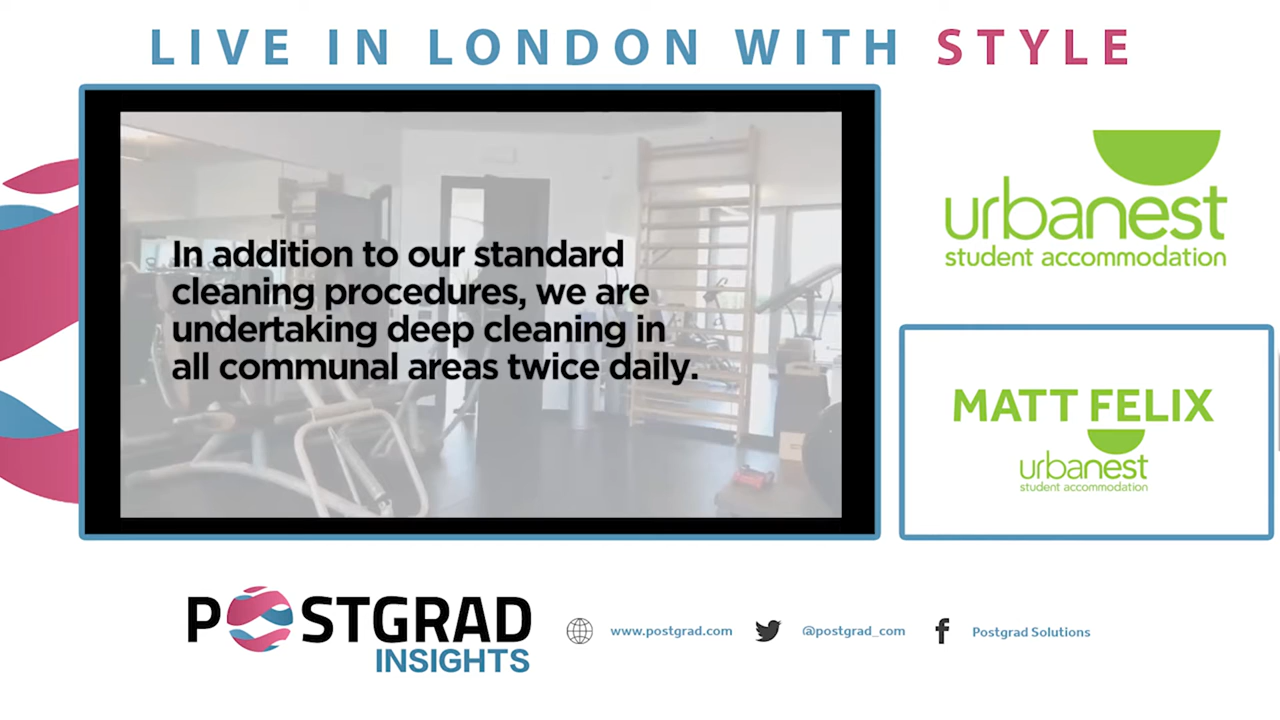 LIVE IN LONDON WITH STYLE
In addition to our standard
cleaning procedures, we are
undertaking deep cleaning in
all communal areas twice daily.
urbanest
student accommodation
MATT FELIX
urbanest
student accommodation
POSTGRAD
INSIGHTS
www.postgrad.com
@postgrad_com
Postgrad Solutions